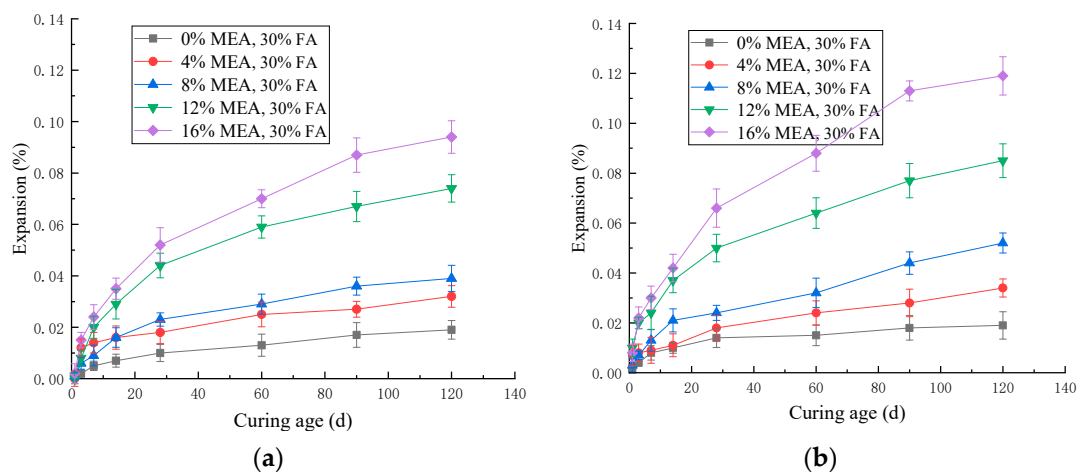 0.14
0.12
0.10
0.08
0.06
0.04
0.02
0.00
Expansion (%)
0% MEA, 30% FA
4% MEA, 30% FA
8% MEA, 30% FA
12% MEA, 30% FA
16% MEA, 30% FA
0 20 40 60 80 100 120 140
Curing age (d)
(a)
0.14
0.12
0.10
0.08
0.06
0.04
0.02
0.00
Expansion (%)
0% MEA, 30% FA
4% MEA, 30% FA
8% MEA, 30% FA
12% MEA, 30% FA
16% MEA, 30% FA
0 20 40 60 80 100 120 140
Curing age (d)
(b)